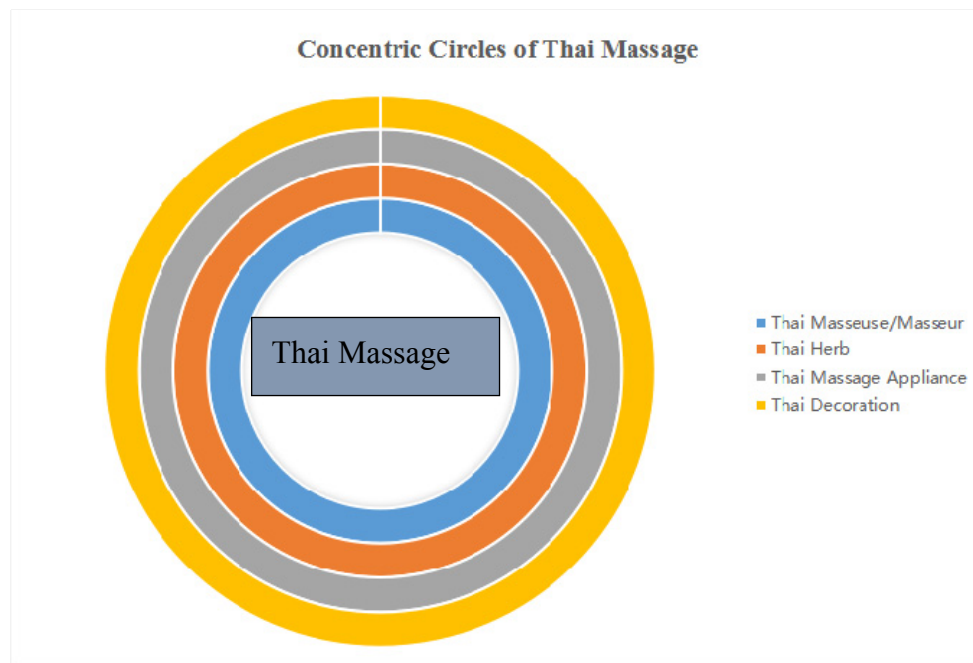 Concentric Circles of Thai Massage
Thai Massage
Thai Masseuse/Masseur
Thai Herb
Thai Massage Appliance
Thai Decoration